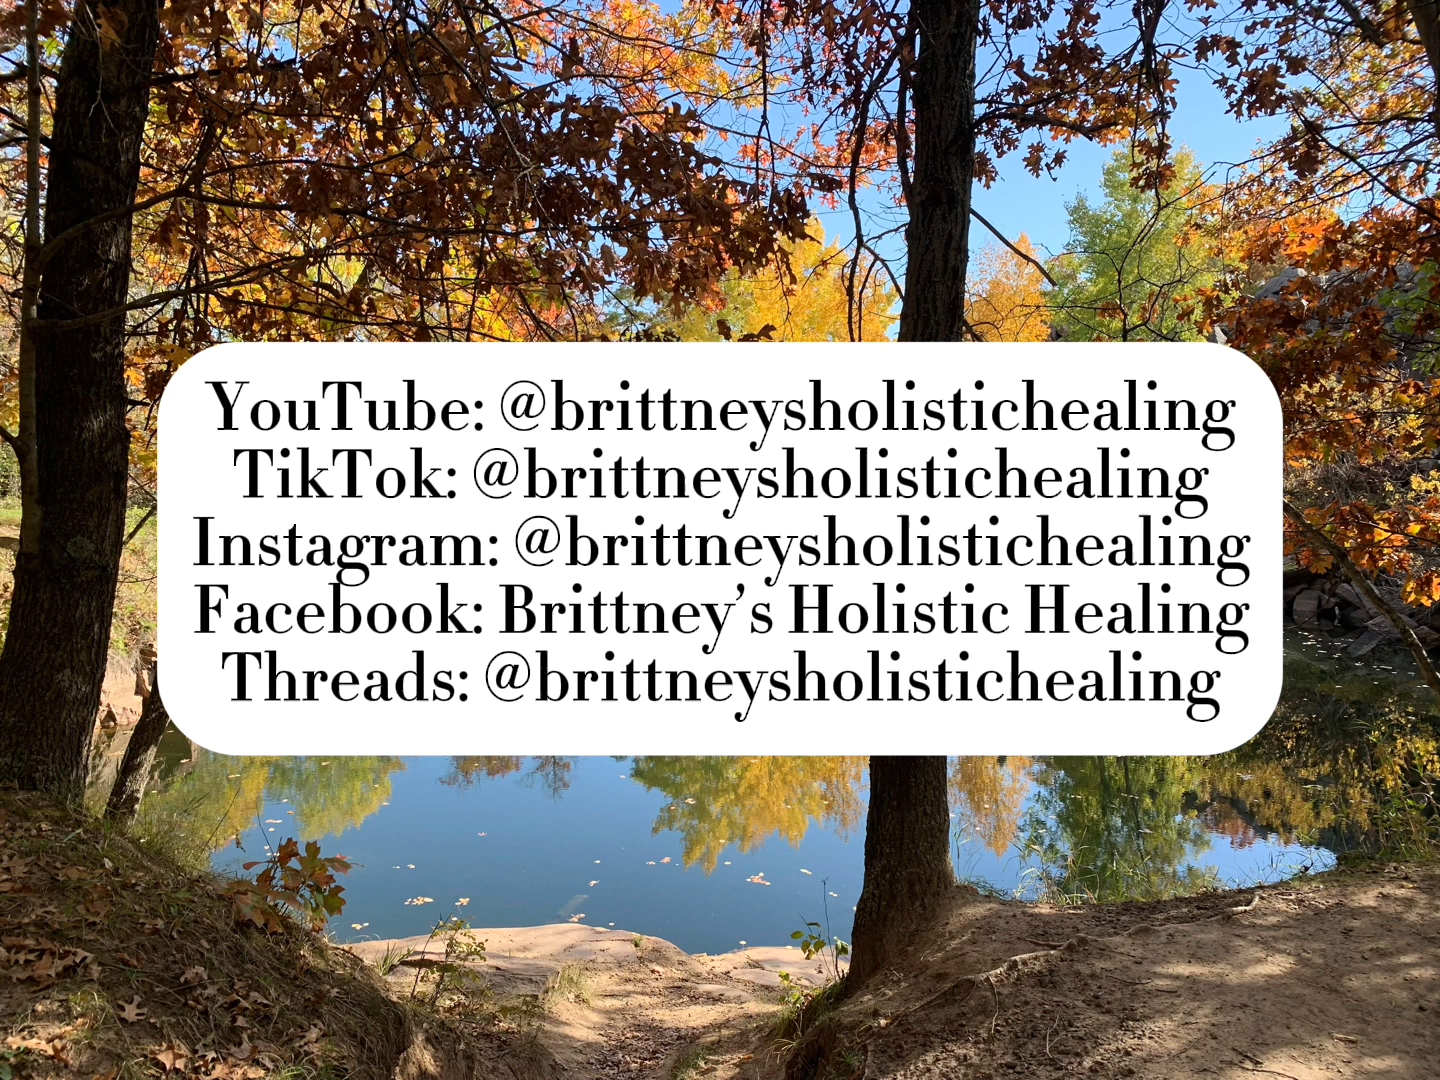 YouTube: @brittneysholistichealing
TikTok: @brittneysholistichealing
Instagram: @brittneysholistichealing
Facebook: Brittney’s Holistic Healing
Threads: @brittneysholistichealing